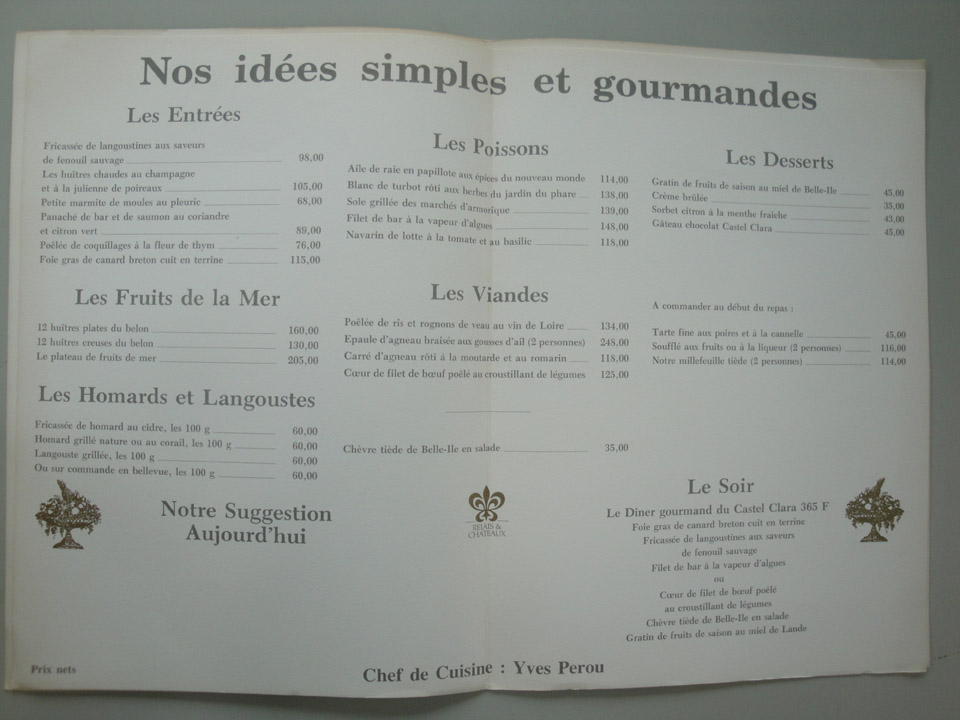 Nos idées simples et gourmandes
Les Entrées
Fricassée de langoustines aux saveurs
de fenouil sauvage 98,00
Les huîtres chaudes au champagne
et à la julienne de poireaux 105,00
Petite marmite de moules au pleuric 68,00
Panaché de bar et de saumon au coriandre
et citron vert 89,00
Poêlée de coquillages à la fleur de thym 76,00
Foie gras de canard breton cuit en terrine 115,00
Les Fruits de la Mer
12 huîtres plates du belon 160,00
12 huîtres creuses du belon 130,00
Le plateau de fruits de mer 205,00
Les Homards et Langoustes
Fricassée de homard au cidre, les 100 g 60,00
Homard grillé nature ou au corail, les 100 g 60,00
Langouste grillée, les 100 g 60,00
Ou sur commande en bellevue, les 100 g 60,00
Notre Suggestion
Aujourd'hui
Les Poissons
Aile de raie en papillote aux épices du nouveau monde 114,00
Blanc de turbot rôti aux herbes du jardin du phare 138,00
Sole grillée des marchés d'armorique 139,00
Filet de bar à la vapeur d'algues 148,00
Navarin de lotte à la tomate et au basilic 118,00
Les Viandes
Poêlée de ris et rognons de veau au vin de Loire 134,00
Epaule d'agneau braisée aux gousses d'ail (2 personnes) 248,00
Carré d'agneau rôti à la moutarde et au romarin 118,00
Cœur de filet de bœuf poêlé au croustillant de légumes 125,00
Chèvre tiède de Belle-Ile en salade 35,00
RELAIS &
CHATEAUX
Les Desserts
Gratin de fruits de saison au miel de Belle-Ile 45,00
Crème brûlée 35,00
Sorbet citron à la menthe fraîche 43,00
Gâteau chocolat Castel Clara 45,00
A commander au début du repas :
Tarte fine aux poires et à la cannelle 45,00
Soufflé aux fruits ou à la liqueur (2 personnes) 116,00
Notre millefeuille tiède (2 personnes) 114,00
Le Soir
Le Dîner gourmand du Castel Clara 365 F
Foie gras de canard breton cuit en terrine
Fricassée de langoustines aux saveurs
de fenouil sauvage
Filet de bar à la vapeur d'algues
ou
Cœur de filet de bœuf poêlé
au croustillant de légumes
Chèvre tiède de Belle-Ile en salade
Gratin de fruits de saison au miel de Lande
Prix nets
Chef de Cuisine : Yves Perou